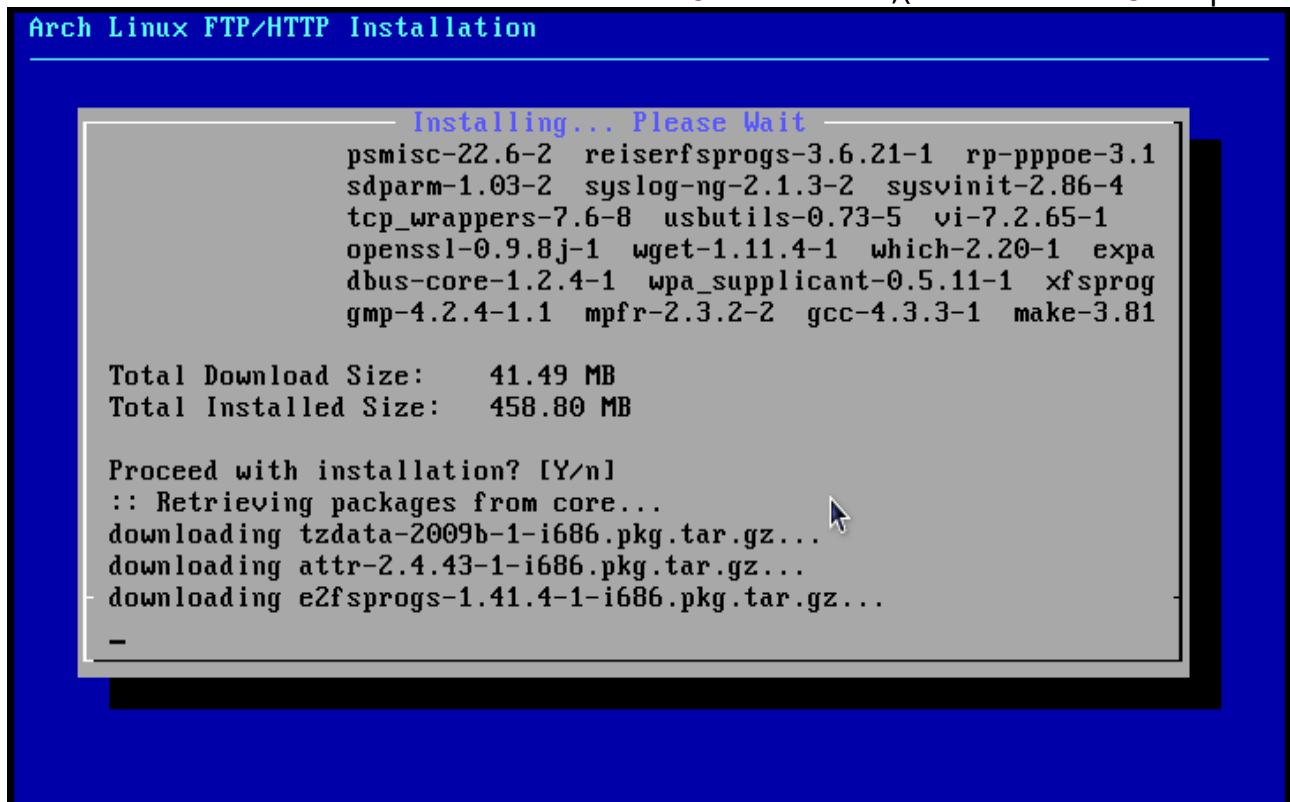 Arch Linux FTP/HTTP Installation
Installing... Please Wait
psmisc-22.6-2 reiserfsprogs-3.6.21-1 rp-pppoe-3.1
sdparm-1.03-2 syslog-ng-2.1.3-2 sysvinit-2.86-4
tcp_wrappers-7.6-8 usbutils-0.73-5 vi-7.2.65-1
openssl-0.9.8j-1 wget-1.11.4-1 which-2.20-1 expa
dbus-core-1.2.4-1 wpa_supplicant-0.5.11-1 xfsprog
gmp-4.2.4-1.1 mpfr-2.3.2-2 gcc-4.3.3-1 make-3.81
Total Download Size: 41.49 MB
Total Installed Size: 458.80 MB
Proceed with installation? [Y/n]
:: Retrieving packages from core...
downloading tzdata-2009b-1-i686.pkg.tar.gz...
downloading attr-2.4.43-1-i686.pkg.tar.gz...
downloading e2fsprogs-1.41.4-1-i686.pkg.tar.gz...
_